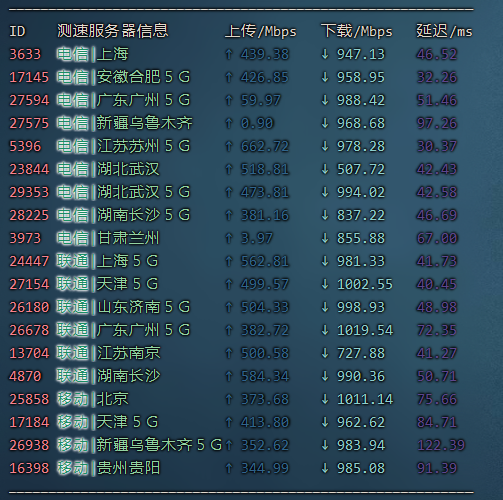 ID 测速服务器信息 上传/Mbps 下载/Mbps 延迟/ms
3633 电信|上海 ↑ 439.38 ↓ 947.13 46.52
17145 电信|安徽合肥５Ｇ ↑ 426.85 ↓ 958.95 32.26
27594 电信|广东广州５Ｇ ↑ 59.97 ↓ 988.42 51.46
27575 电信|新疆乌鲁木齐 ↑ 0.90 ↓ 968.68 97.26
5396 电信|江苏苏州５Ｇ ↑ 662.72 ↓ 978.28 30.37
23844 电信|湖北武汉 ↑ 518.81 ↓ 507.72 42.43
29353 电信|湖北武汉５Ｇ ↑ 473.81 ↓ 994.02 42.58
28225 电信|湖南长沙５Ｇ ↑ 381.16 ↓ 837.22 46.69
3973 电信|甘肃兰州 ↑ 3.97 ↓ 855.88 67.00
24447 联通|上海５Ｇ ↑ 562.81 ↓ 981.33 41.73
27154 联通|天津５Ｇ ↑ 499.57 ↓ 1002.55 40.45
26180 联通|山东济南５Ｇ ↑ 504.33 ↓ 998.93 48.98
26678 联通|广东广州５Ｇ ↑ 382.72 ↓ 1019.54 72.35
13704 联通|江苏南京 ↑ 500.58 ↓ 727.88 41.27
4870 联通|湖南长沙 ↑ 584.34 ↓ 990.36 50.71
25858 移动|北京 ↑ 373.68 ↓ 1011.14 75.66
17184 移动|天津５Ｇ ↑ 413.80 ↓ 962.62 84.71
26938 移动|新疆乌鲁木齐５Ｇ ↑ 352.62 ↓ 983.94 122.39
16398 移动|贵州贵阳 ↑ 344.99 ↓ 985.08 91.39